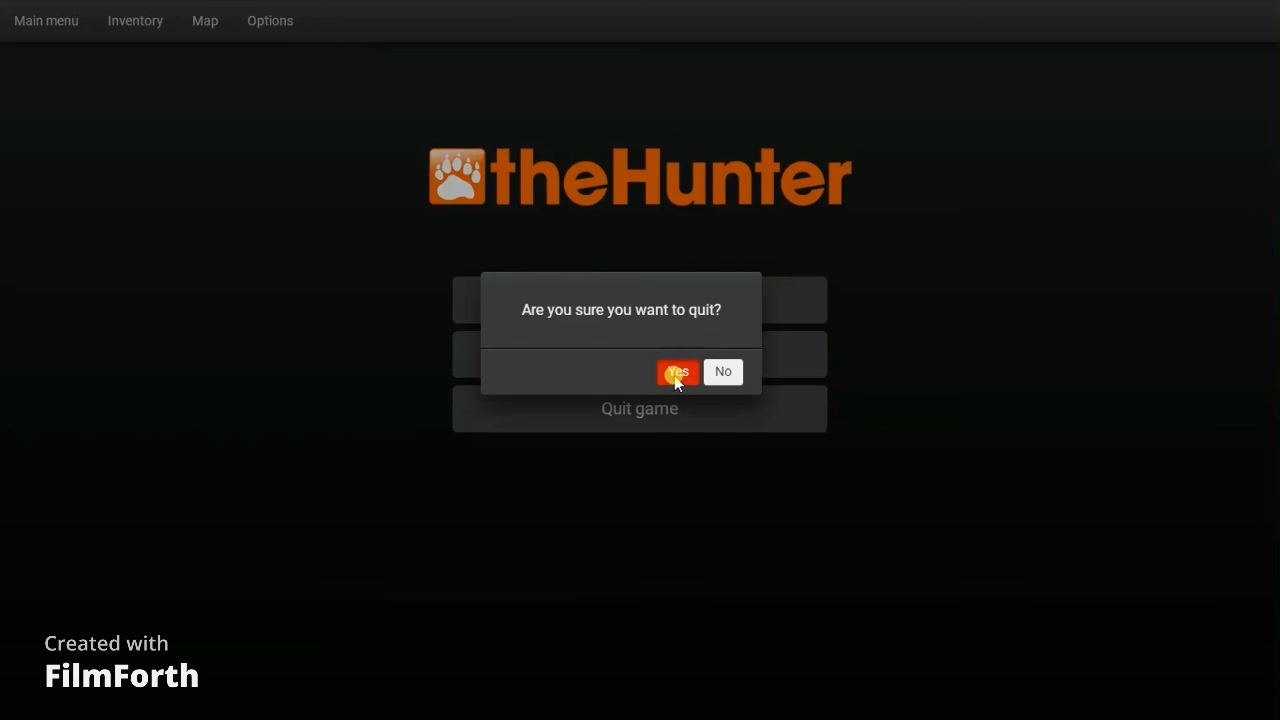 Main menu Inventory Map Options
theHunter
Are you sure you want to quit?
Yes No
Quit game
Created with
FilmForth